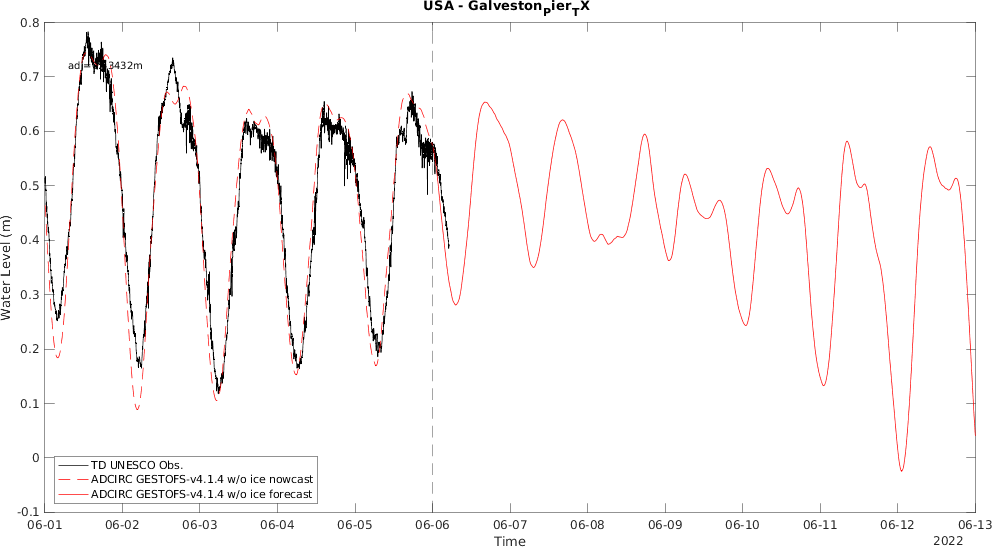 USA - Galveston_Pier_TX
0.8
0.7
0.6
0.5
0.4
0.3
0.2
0.1
0
-0.1
Water Level (m)
TD UNESCO Obs.
ADCIRC GESTOFS-v4.1.4 w/o ice nowcast
ADCIRC GESTOFS-v4.1.4 w/o ice forecast
06-01 06-02 06-03 06-04 06-05 06-06 06-07 06-08 06-09 06-10 06-11 06-12 06-13
Time
2022